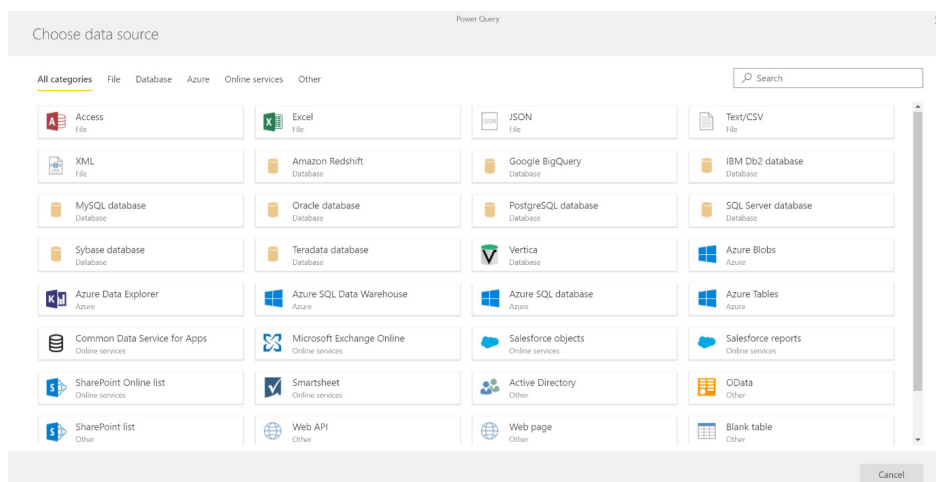 Power Query
Choose data source
All categories File Database Azure Online services Other
Search
Access
File
Excel
File
JSON
File
Text/CSV
File
XML
File
Amazon Redshift
Database
Google BigQuery
Database
IBM Db2 database
Database
MySQL database
Database
Oracle database
Database
PostgreSQL database
Database
SQL Server database
Database
Sybase database
Database
Teradata database
Database
Vertica
Database
Azure Blobs
Azure
Azure Data Explorer
Azure
Azure SQL Data Warehouse
Azure
Azure SQL database
Azure
Azure Tables
Azure
Common Data Service for Apps
Online services
Microsoft Exchange Online
Online services
Salesforce objects
Online services
Salesforce reports
Online services
SharePoint Online list
Online services
Smartsheet
Online services
Active Directory
Other
OData
Other
SharePoint list
Other
Web API
Other
Web page
Other
Blank table
Other
Cancel